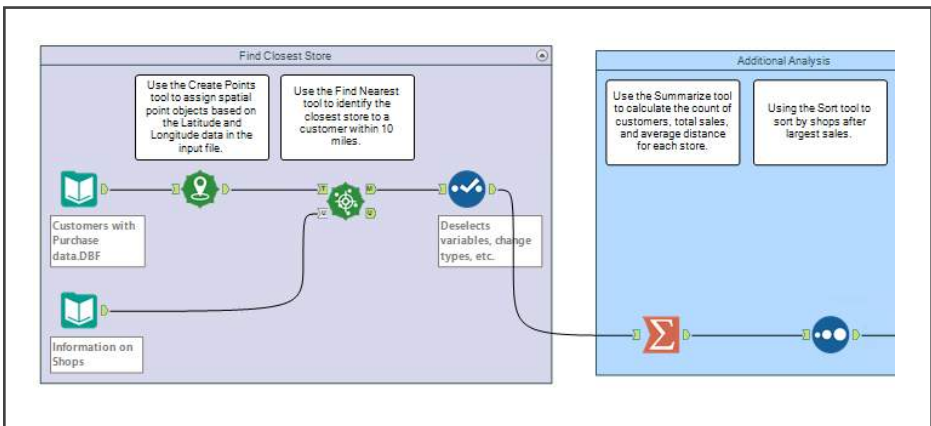 Find Closest Store
Use the Create Points
tool to assign spatial
point objects based on
the Latitude and
Longitude data in the
input file.
Use the Find Nearest
tool to identify the
closest store to a
customer within 10
miles.
T
U
M
U
Customers with
Purchase
data.DBF
Deselects
variables, change
types, etc.
Information on
Shops
Additional Analysis
Use the Summarize tool
to calculate the count of
customers, total sales,
and average distance
for each store.
Using the Sort tool to
sort by shops after
largest sales.
Σ